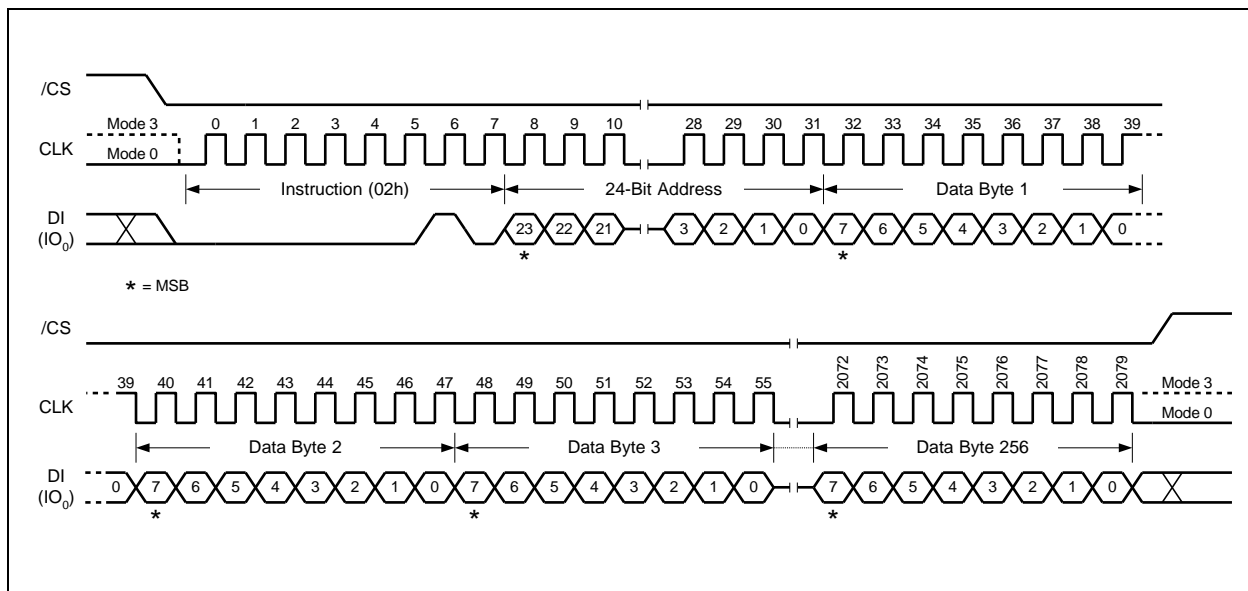 /CS
Mode 3
0 1 2 3 4 5 6 7 8 9 10 28 29 30 31 32 33 34 35 36 37 38 39
CLK
Mode 0
Instruction (02h) 24-Bit Address Data Byte 1
DI
(IO0)
23 22 21 3 2 1 0 7 6 5 4 3 2 1 0
* *
* = MSB
/CS
39 40 41 42 43 44 45 46 47 48 49 50 51 52 53 54 55 2072 2073 2074 2075 2076 2077 2078 2079
Mode 3
CLK
Mode 0
Data Byte 2 Data Byte 3 Data Byte 256
DI
(IO0)
0 7 6 5 4 3 2 1 0 7 6 5 4 3 2 1 0 7 6 5 4 3 2 1 0
* * *